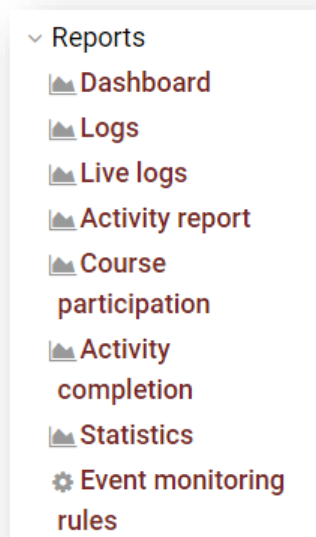 Reports
Dashboard
Logs
Live logs
Activity report
Course
participation
Activity
completion
Statistics
Event monitoring
rules